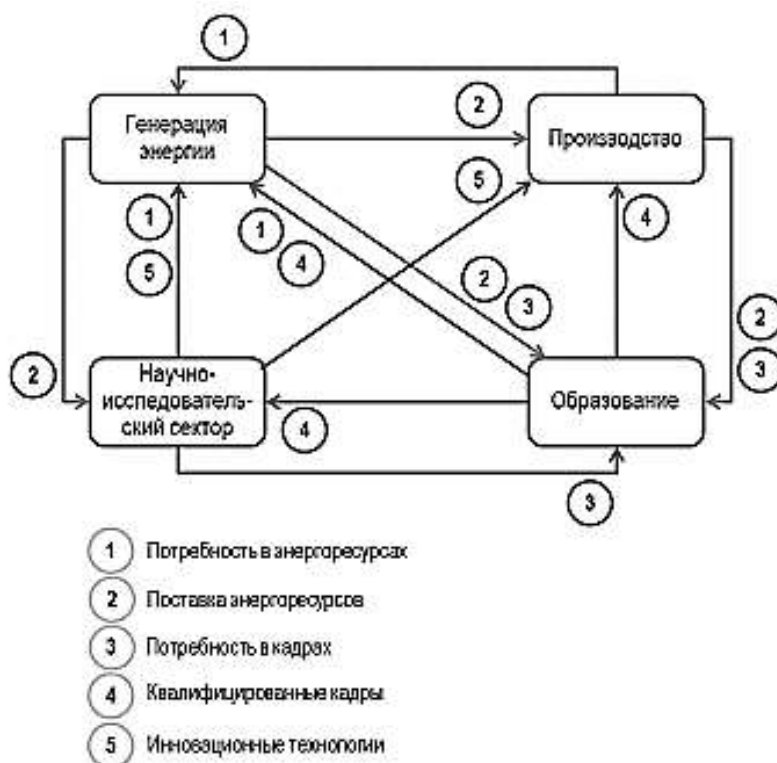 1
Генерация
энергии
2
Производство
5
1
5
1
4
4
2
3
2
3
2
Научно-
исследователь-
ский сектор
4
Образование
3
1 Потребность в энергоресурсах
2 Поставка энергоресурсов
3 Потребность в кадрах
4 Квалифицированные кадры
5 Инновационные технологии